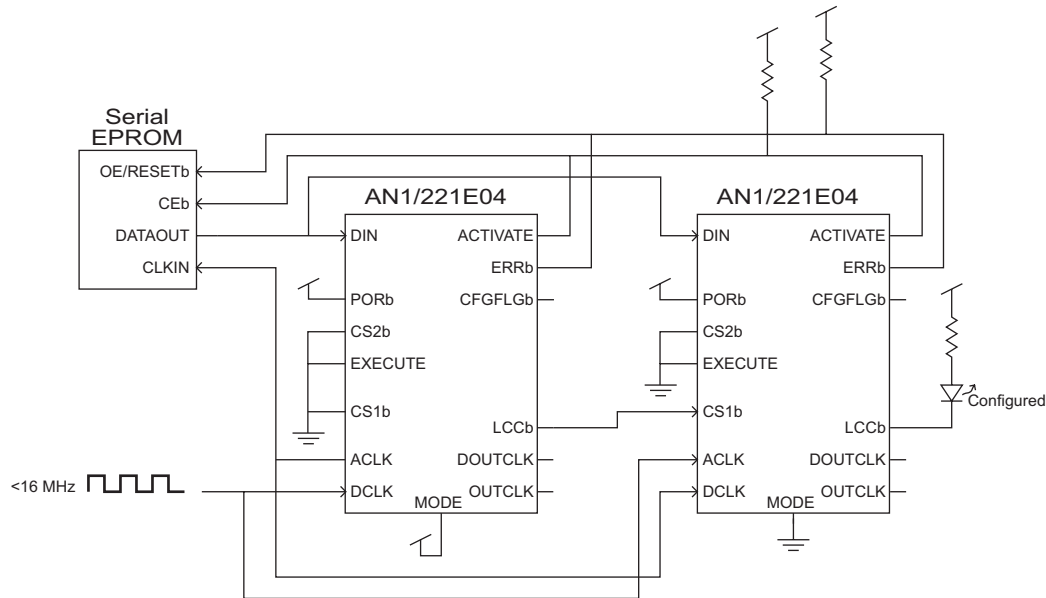 Serial
EPROM
OE/RESETb
CEb
DATAOUT
CLKIN
AN1/221E04
DIN
PORb
CS2b
EXECUTE
CS1b
ACLK
DCLK
ACTIVATE
ERRb
CFGFLGb
LCCb
DOUTCLK
OUTCLK
MODE
AN1/221E04
DIN
PORb
CS2b
EXECUTE
CS1b
ACLK
DCLK
ACTIVATE
ERRb
CFGFLGb
LCCb
DOUTCLK
OUTCLK
MODE
Configured
<16 MHz